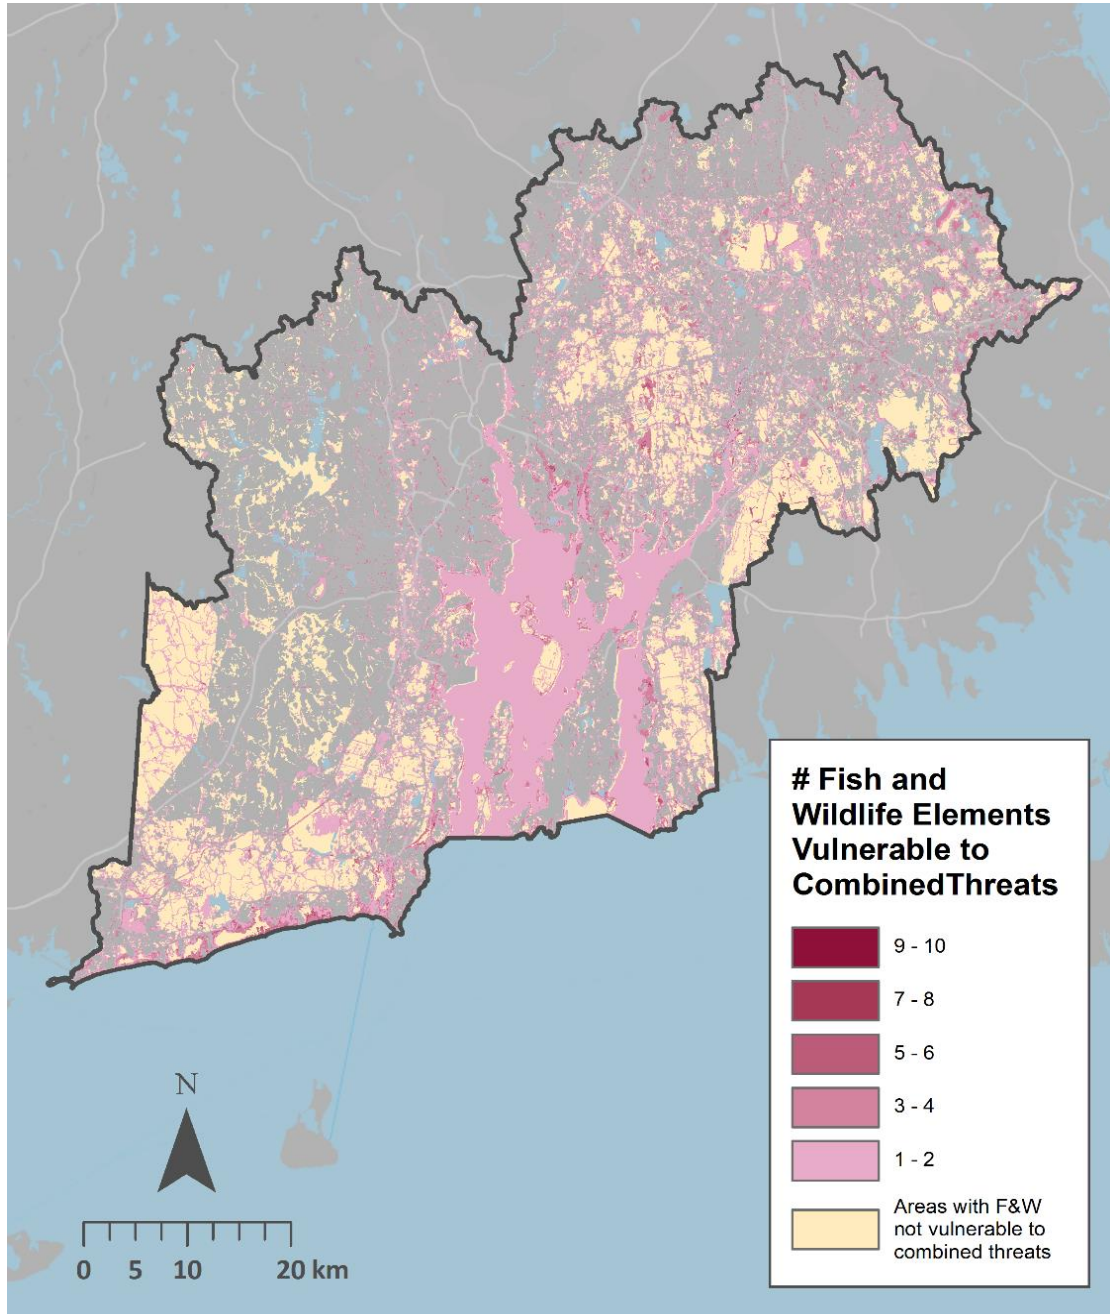 # Fish and
Wildlife Elements
Vulnerable to
CombinedThreats
9 - 10
7 - 8
5 - 6
3 - 4
1 - 2
Areas with F&W
not vulnerable to
combined threats
N
0 5 10 20 km